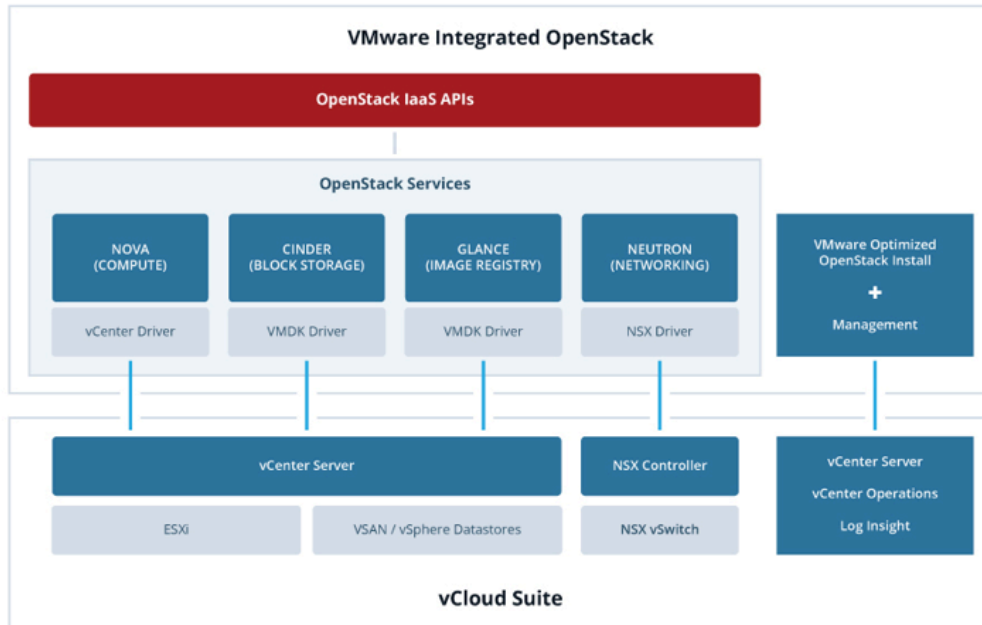 VMware Integrated OpenStack
OpenStack IaaS APIs
OpenStack Services
NOVA
(COMPUTE)
CINDER
(BLOCK STORAGE)
GLANCE
(IMAGE REGISTRY)
NEUTRON
(NETWORKING)
vCenter Driver
VMDK Driver
VMDK Driver
NSX Driver
VMware Optimized
OpenStack Install
+
Management
vCenter Server
ESXi
VSAN / vSphere Datastores
NSX Controller
NSX vSwitch
vCenter Server
vCenter Operations
Log Insight
vCloud Suite